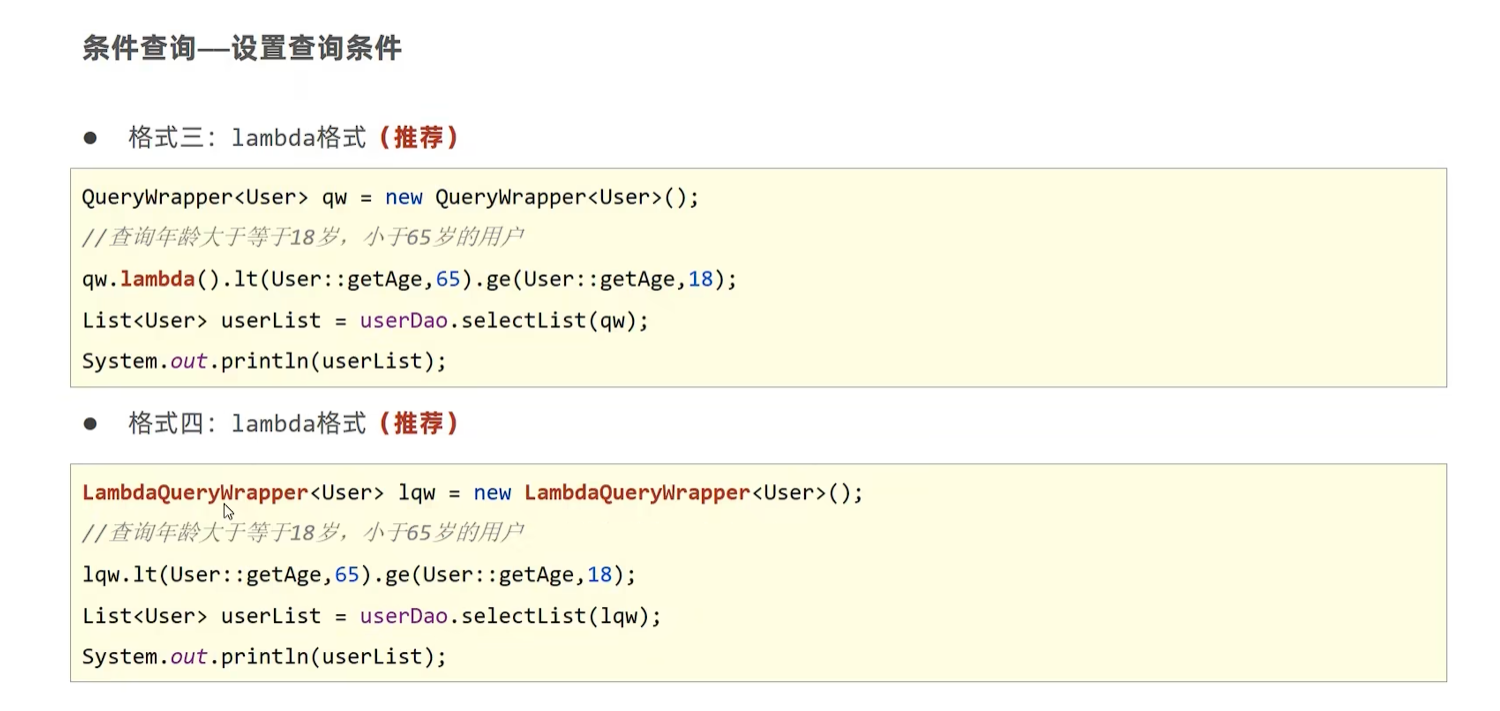 条件查询——设置查询条件
● 格式三：lambda格式（推荐）
QueryWrapper<User> qw = new QueryWrapper<User>();
//查询年龄大于等于18岁，小于65岁的用户
qw.lambda().lt(User::getAge,65).ge(User::getAge,18);
List<User> userList = userDao.selectList(qw);
System.out.println(userList);
● 格式四：lambda格式（推荐）
LambdaQueryWrapper<User> lqw = new LambdaQueryWrapper<User>();
//查询年龄大于等于18岁，小于65岁的用户
lqw.lt(User::getAge,65).ge(User::getAge,18);
List<User> userList = userDao.selectList(lqw);
System.out.println(userList);